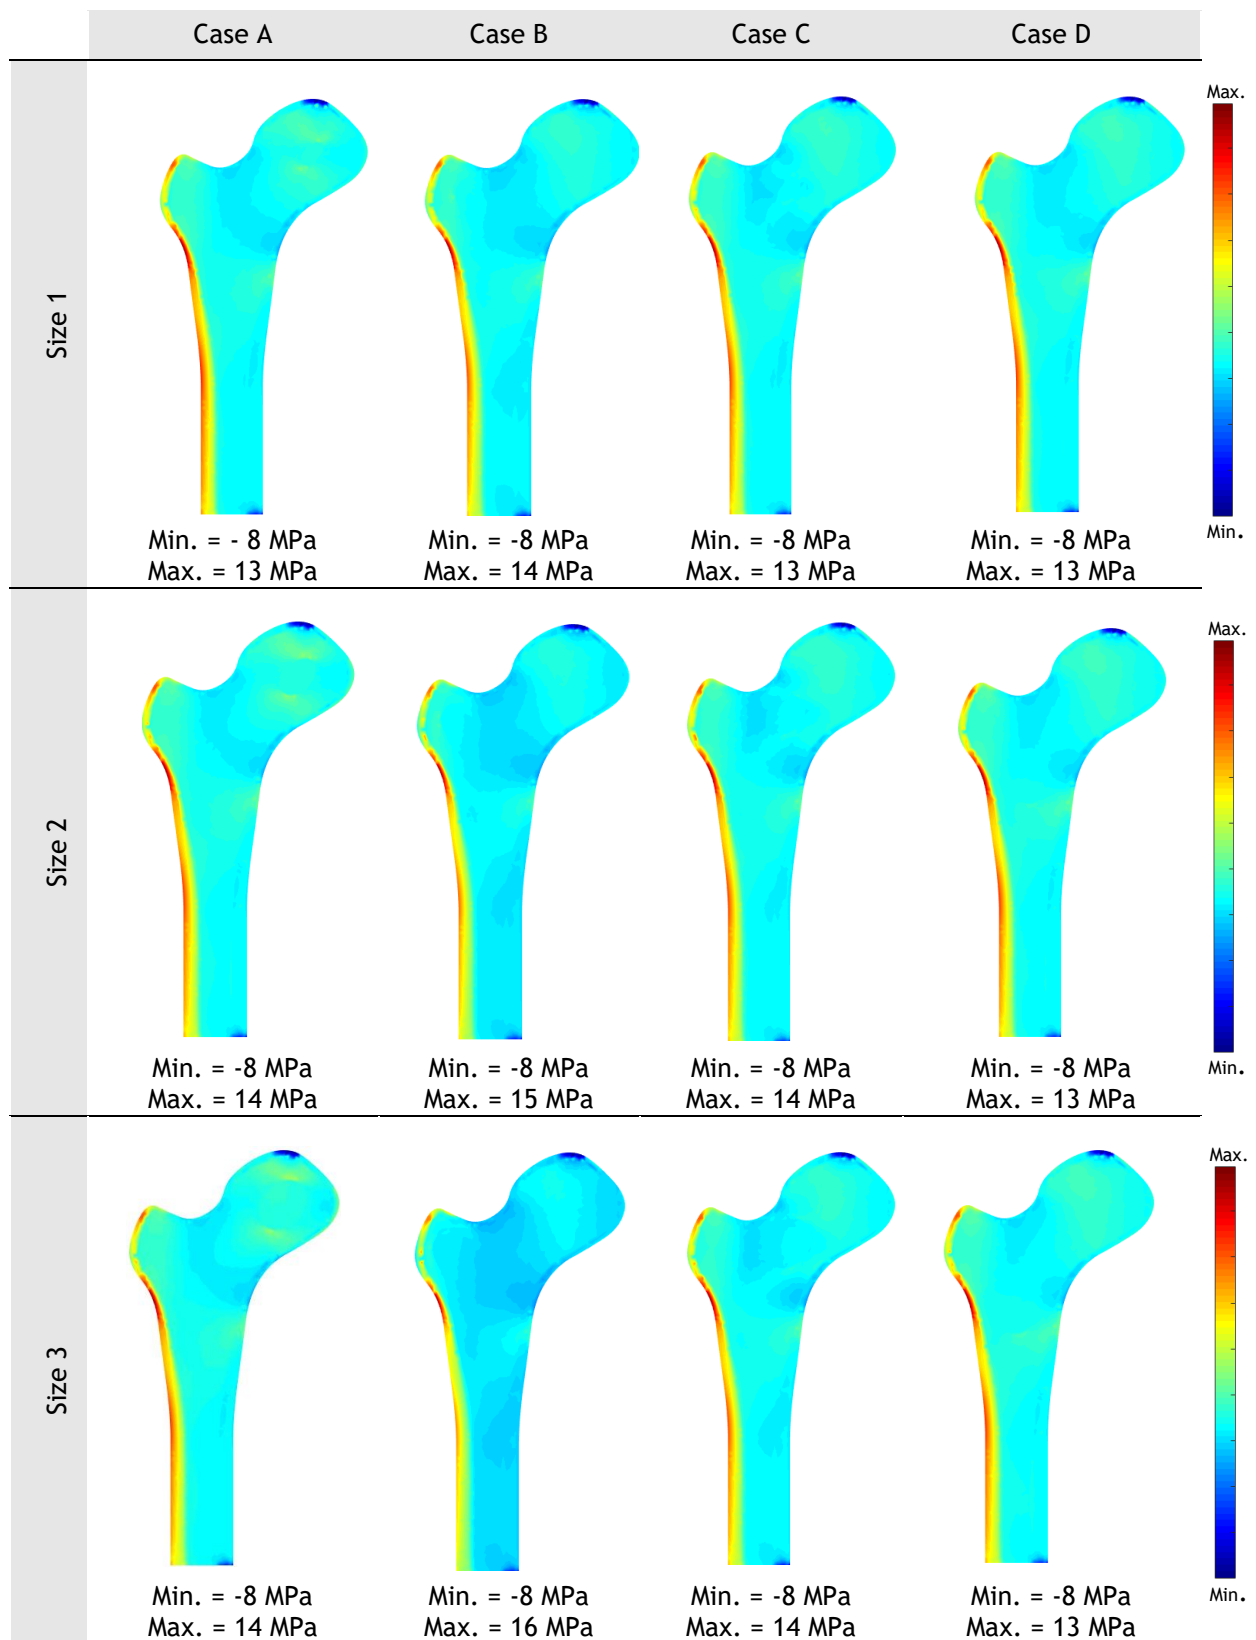 Case A
Case B
Case C
Case D
Max.
Size 1
Min.
Min. = - 8 MPa
Max. = 13 MPa
Min. = -8 MPa
Max. = 14 MPa
Min. = -8 MPa
Max. = 13 MPa
Min. = -8 MPa
Max. = 13 MPa
Max.
Size 2
Min.
Min. = -8 MPa
Max. = 14 MPa
Min. = -8 MPa
Max. = 15 MPa
Min. = -8 MPa
Max. = 14 MPa
Min. = -8 MPa
Max. = 13 MPa
Max.
Size 3
Min.
Min. = -8 MPa
Max. = 14 MPa
Min. = -8 MPa
Max. = 16 MPa
Min. = -8 MPa
Max. = 14 MPa
Min. = -8 MPa
Max. = 13 MPa